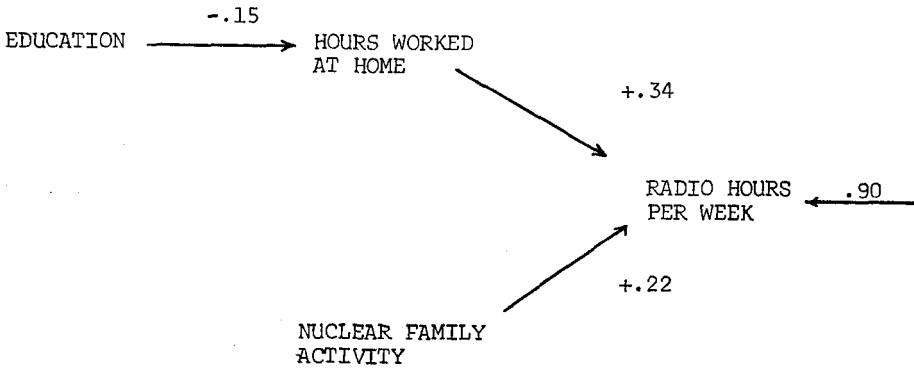 -.15
EDUCATION
HOURS WORKED
AT HOME
+.34
RADIO HOURS
PER WEEK
.90
+.22
NUCLEAR FAMILY
ACTIVITY